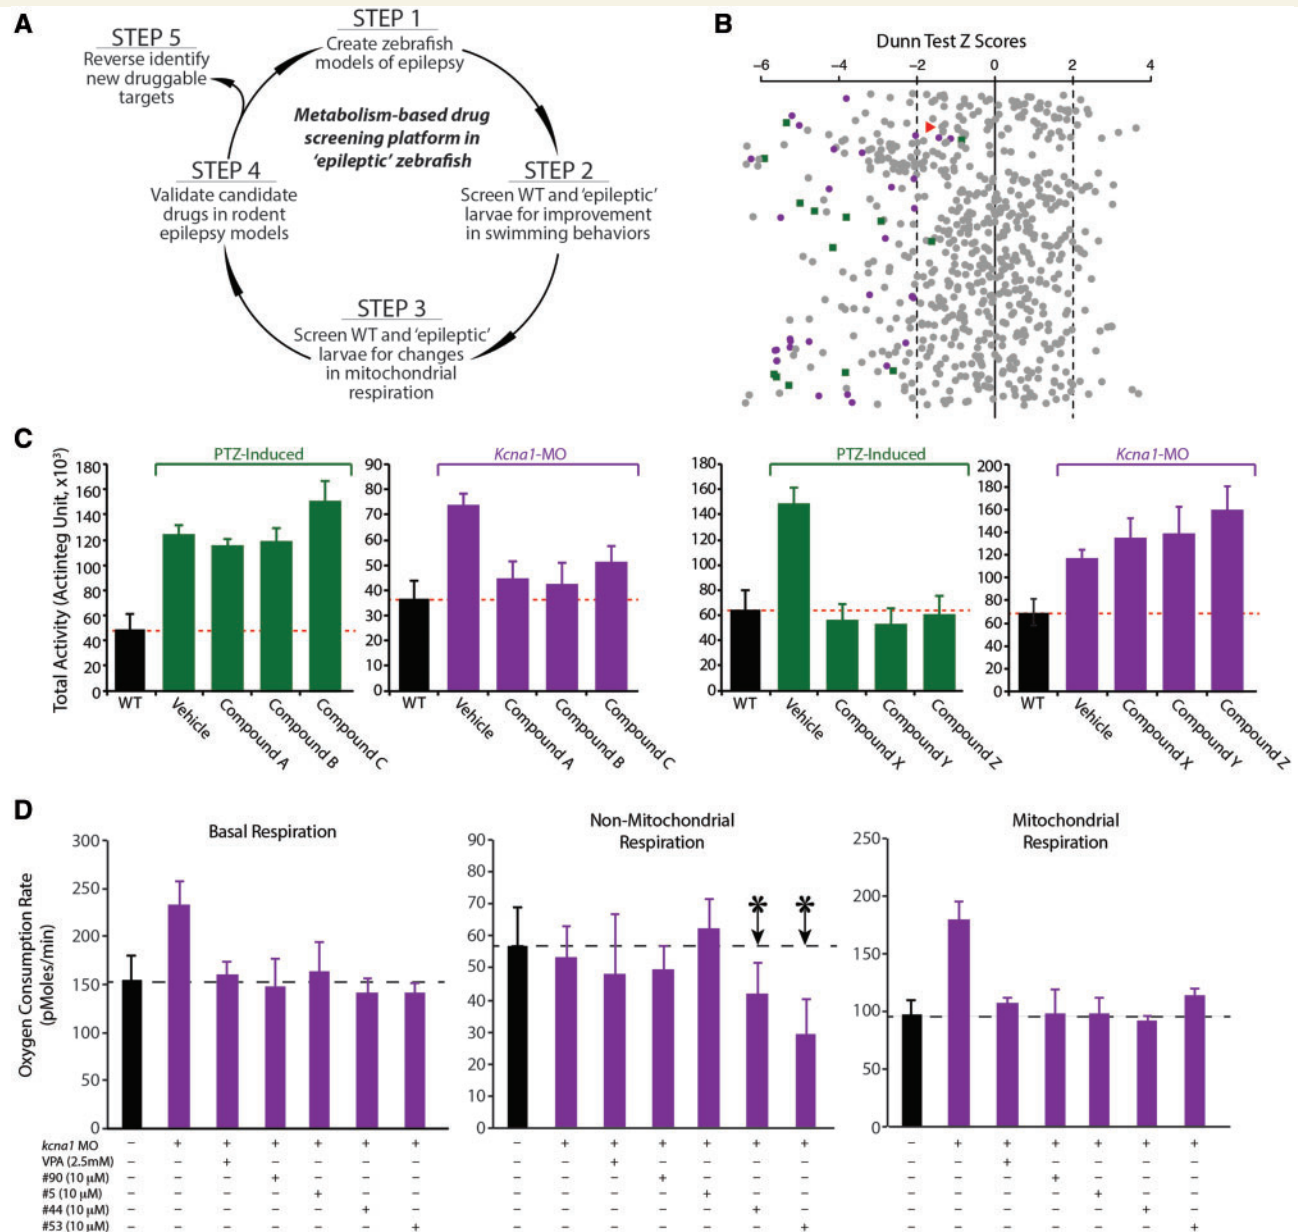 A
STEP 1
Create zebrafish
models of epilepsy
STEP 5
Reverse identify
new druggable
targets
Metabolism-based drug
screening platform in
‘epileptic’ zebrafish
STEP 4
Validate candidate
drugs in rodent
epilepsy models
STEP 2
Screen WT and ‘epileptic’
larvae for improvement
in swimming behaviors
STEP 3
Screen WT and ‘epileptic’
larvae for changes
in mitochondrial
respiration
B
Dunn Test Z Scores
−6 −4 −2 0 2 4
C
Total Activity (Actinteg Unit, x10³)
PTZ-Induced
180
160
140
120
100
80
60
40
20
0
WT Vehicle Compound A Compound B Compound C
Kcna1-MO
90
80
70
60
50
40
30
20
10
0
WT Vehicle Compound A Compound B Compound C
PTZ-Induced
180
160
140
120
100
80
60
40
20
0
WT Vehicle Compound X Compound Y Compound Z
Kcna1-MO
200
180
160
140
120
100
80
60
40
20
0
WT Vehicle Compound X Compound Y Compound Z
D
Oxygen Consumption Rate
(pMoles/min)
Basal Respiration
300
250
200
150
100
50
0
Non-Mitochondrial
Respiration
90
80
70
60
50
40
30
20
10
0
* *
Mitochondrial
Respiration
250
200
150
100
50
0
kcna1 MO − + + + + + + − + + + + + + − + + + + + +
VPA (2.5mM) − − + − − − − − − + − − − − − − + − − − −
#90 (10 µM) − − − + − − − − − − + − − − − − − + − − −
#5 (10 µM) − − − − + − − − − − − + − − − − − − + − −
#44 (10 µM) − − − − − + − − − − − − + − − − − − − + −
#53 (10 µM) − − − − − − + − − − − − − + − − − − − − +